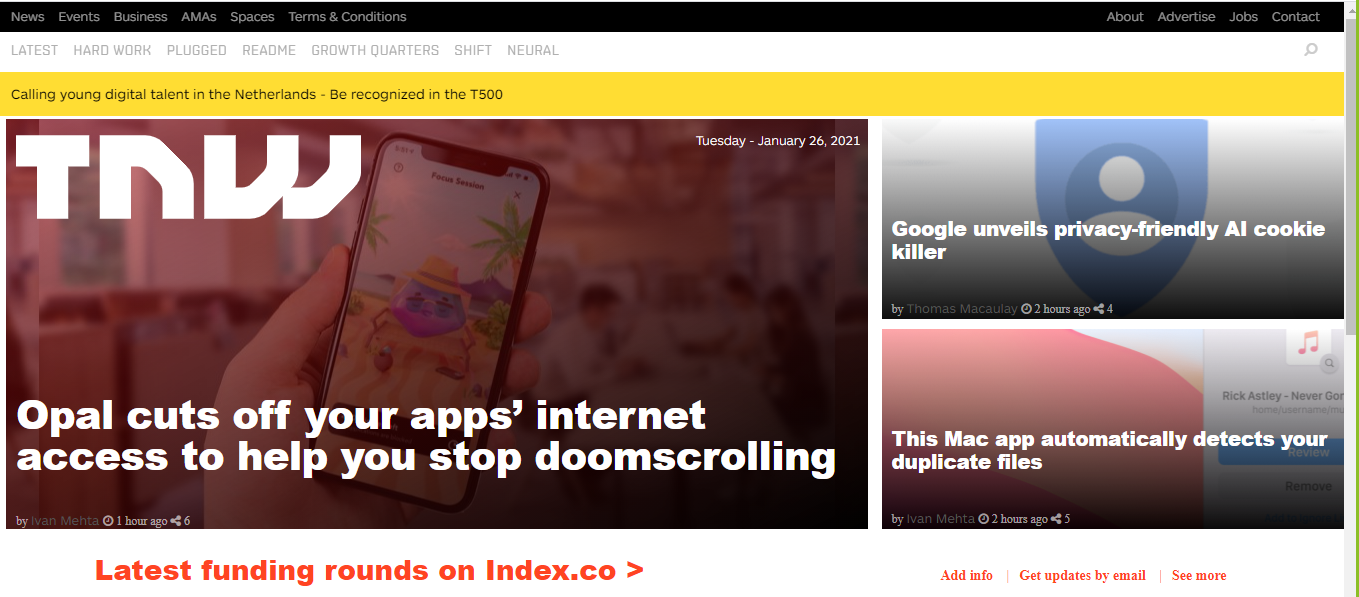 News Events Business AMAs Spaces Terms & Conditions About Advertise Jobs Contact
LATEST HARD WORK PLUGGED README GROWTH QUARTERS SHIFT NEURAL
Calling young digital talent in the Netherlands - Be recognized in the T500
TNW
Tuesday - January 26, 2021
Focus Session
Opal cuts off your apps’ internet
access to help you stop doomscrolling
by Ivan Mehta 1 hour ago 6
Google unveils privacy-friendly AI cookie
killer
by Thomas Macaulay 2 hours ago 4
Rick Astley - Never Gor
home/username/mu
This Mac app automatically detects your
duplicate files
Review
Remove
by Ivan Mehta 2 hours ago 5
Latest funding rounds on Index.co >
Add info | Get updates by email | See more